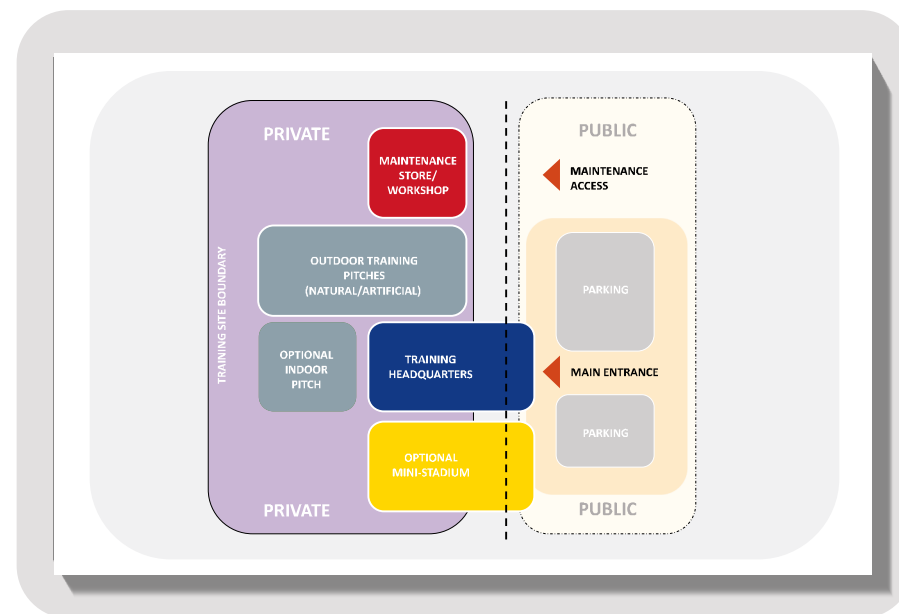 PRIVATE
PUBLIC
MAINTENANCE
STORE/
WORKSHOP
MAINTENANCE
ACCESS
TRAINING SITE BOUNDARY
OUTDOOR TRAINING
PITCHES
(NATURAL/ARTIFICIAL)
PARKING
OPTIONAL
INDOOR
PITCH
TRAINING
HEADQUARTERS
MAIN ENTRANCE
PARKING
OPTIONAL
MINI-STADIUM
PRIVATE
PUBLIC